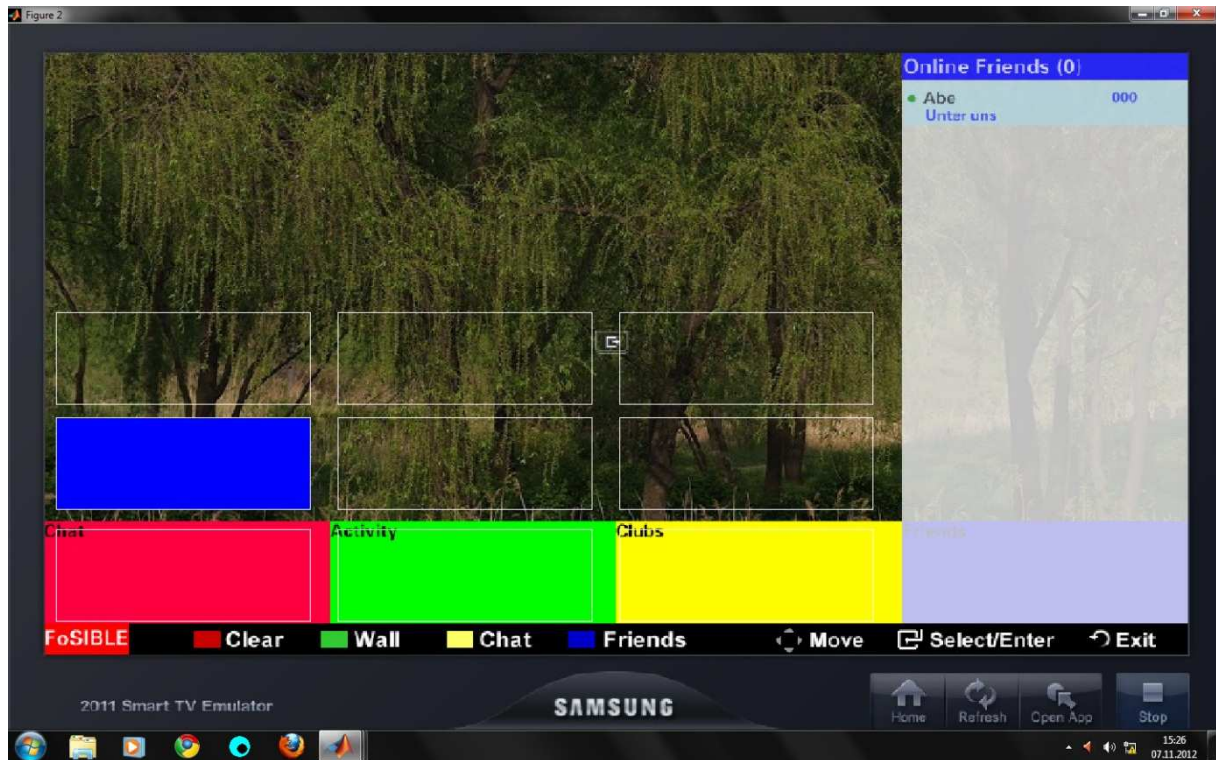 Figure 2
Online Friends (0)
Abe 000
Unter uns
Chat Activity Clubs Friends
FoSIBLE Clear Wall Chat Friends Move Select/Enter Exit
2011 Smart TV Emulator SAMSUNG Home Refresh Open App Stop
15:26
07.11.2012